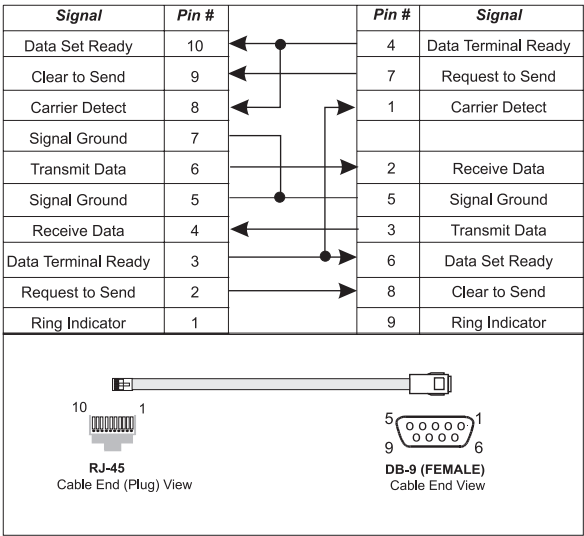 Signal Pin # Pin # Signal
Data Set Ready 10 4 Data Terminal Ready
Clear to Send 9 7 Request to Send
Carrier Detect 8 1 Carrier Detect
Signal Ground 7
Transmit Data 6 2 Receive Data
Signal Ground 5 5 Signal Ground
Receive Data 4 3 Transmit Data
Data Terminal Ready 3 6 Data Set Ready
Request to Send 2 8 Clear to Send
Ring Indicator 1 9 Ring Indicator
10 1
RJ-45
Cable End (Plug) View
5 1
9 6
DB-9 (FEMALE)
Cable End View